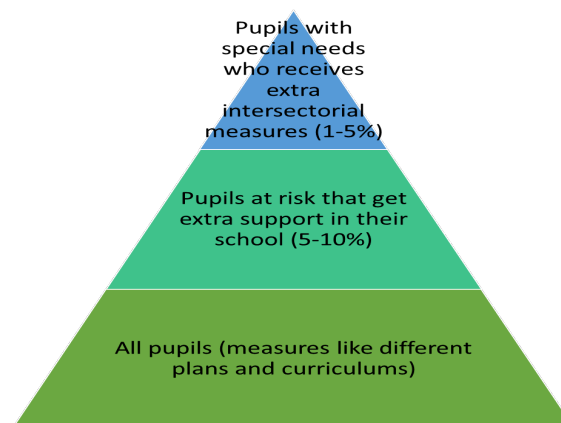 Pupils with
special needs
who receives
extra
intersectorial
measures (1-5%)
Pupils at risk that get
extra support in their
school (5-10%)
All pupils (measures like different
plans and curriculums)